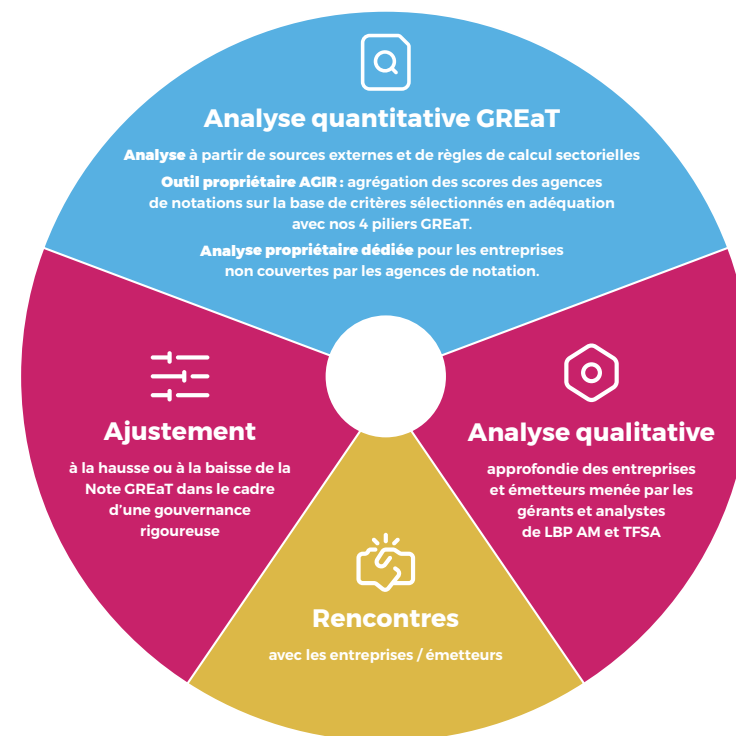 Analyse quantitative GREaT
Analyse à partir de sources externes et de règles de calcul sectorielles
Outil propriétaire AGIR : agrégation des scores des agences
de notations sur la base de critères sélectionnés en adéquation
avec nos 4 piliers GREaT.
Analyse propriétaire dédiée pour les entreprises
non couvertes par les agences de notation.
Ajustement
à la hausse ou à la baisse de la
Note GREaT dans le cadre
d’une gouvernance
rigoureuse
Analyse qualitative
approfondie des entreprises
et émetteurs menée par les
gérants et analystes
de LBP AM et TFSA
Rencontres
avec les entreprises / émetteurs